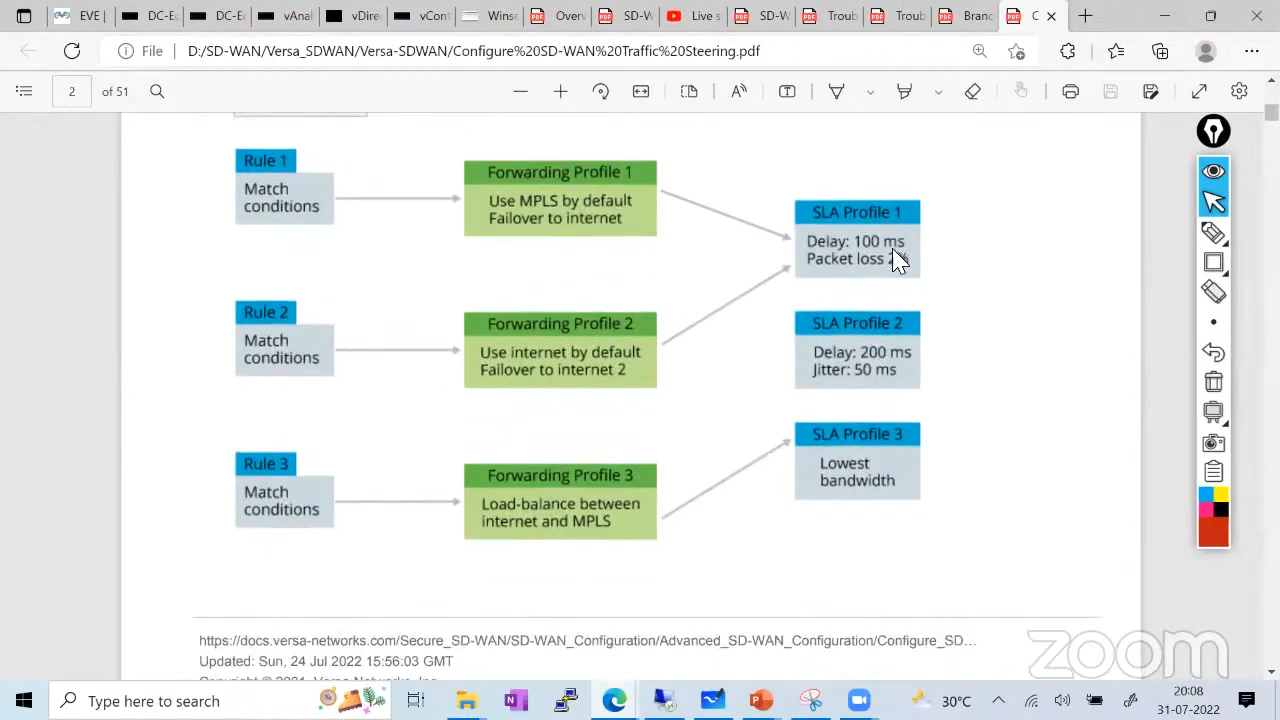 EVE
DC-E
DC-E
vAnal
vDire
vCont
Winsc
Overv
SD-W
Live s
SD-W
Troub
Troub
Branc
File
D:/SD-WAN/Versa_SDWAN/Versa-SDWAN/Configure%20SD-WAN%20Traffic%20Steering.pdf
2 of 51
Rule 1
Match
conditions
Forwarding Profile 1
Use MPLS by default
Failover to internet
SLA Profile 1
Delay: 100 ms
Packet loss
Rule 2
Match
conditions
Forwarding Profile 2
Use internet by default
Failover to internet 2
SLA Profile 2
Delay: 200 ms
Jitter: 50 ms
Rule 3
Match
conditions
Forwarding Profile 3
Load-balance between
internet and MPLS
SLA Profile 3
Lowest
bandwidth
https://docs.versa-networks.com/Secure_SD-WAN/SD-WAN_Configuration/Advanced_SD-WAN_Configuration/Configure_SD…
Updated: Sun, 24 Jul 2022 15:56:03 GMT
zoom
Type here to search
30°C
20:08
31-07-2022